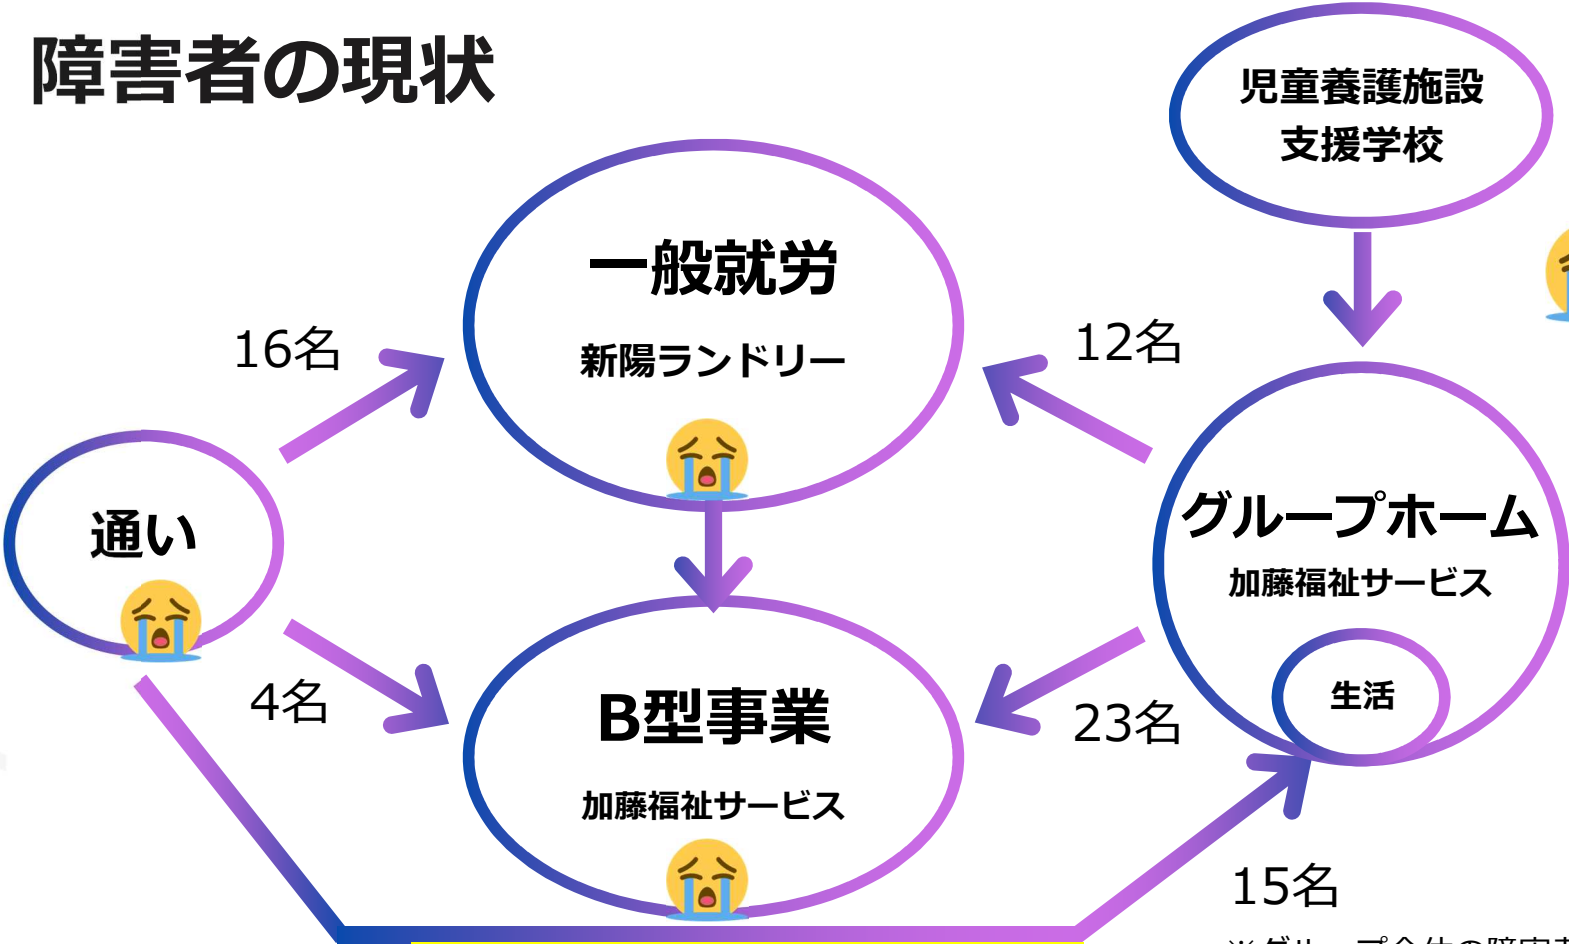 障害者の現状
児童養護施設
支援学校
一般就労
新陽ランドリー
16名
12名
通い
グループホーム
加藤福祉サービス
生活
4名
B型事業
加藤福祉サービス
23名
15名